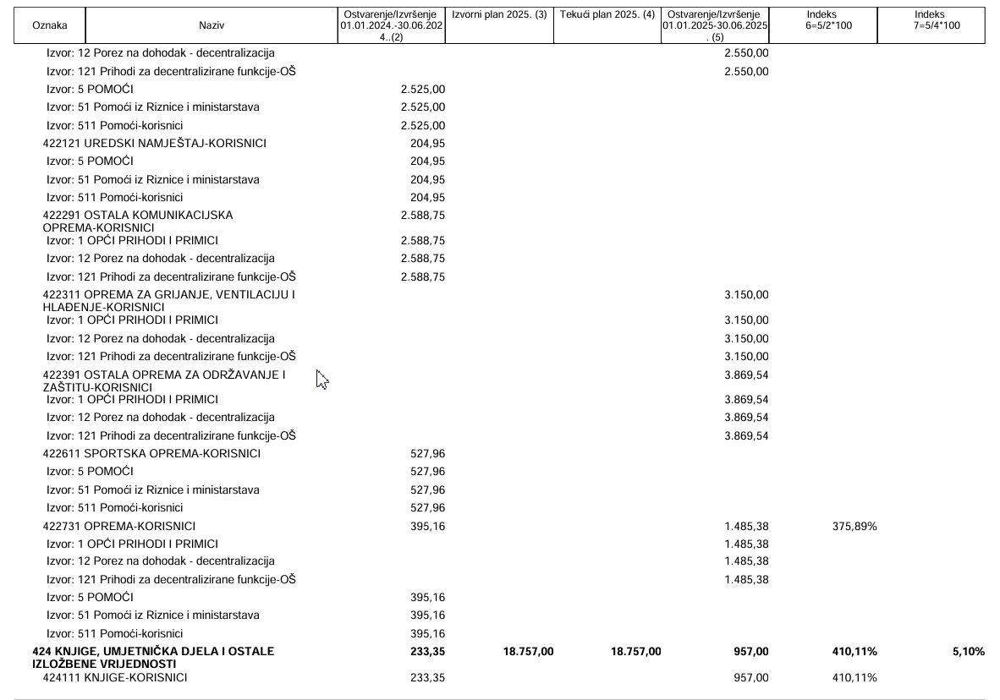 Oznaka Naziv Ostvarenje/Izvršenje 01.01.2024.-30.06.2024..(2) Izvorni plan 2025. (3) Tekući plan 2025. (4) Ostvarenje/Izvršenje 01.01.2025-30.06.2025. (5) Indeks 6=5/2*100 Indeks 7=5/4*100
Izvor: 12 Porez na dohodak - decentralizacija 2.550,00
Izvor: 121 Prihodi za decentralizirane funkcije-OŠ 2.550,00
Izvor: 5 POMOĆI 2.525,00
Izvor: 51 Pomoći iz Riznice i ministarstava 2.525,00
Izvor: 511 Pomoći-korisnici 2.525,00
422121 UREDSKI NAMJEŠTAJ-KORISNICI 204,95
Izvor: 5 POMOĆI 204,95
Izvor: 51 Pomoći iz Riznice i ministarstava 204,95
Izvor: 511 Pomoći-korisnici 204,95
422291 OSTALA KOMUNIKACIJSKA 2.588,75
OPREMA-KORISNICI
Izvor: 1 OPĆI PRIHODI I PRIMICI 2.588,75
Izvor: 12 Porez na dohodak - decentralizacija 2.588,75
Izvor: 121 Prihodi za decentralizirane funkcije-OŠ 2.588,75
422311 OPREMA ZA GRIJANJE, VENTILACIJU I 3.150,00
HLAĐENJE-KORISNICI
Izvor: 1 OPĆI PRIHODI I PRIMICI 3.150,00
Izvor: 12 Porez na dohodak - decentralizacija 3.150,00
Izvor: 121 Prihodi za decentralizirane funkcije-OŠ 3.150,00
422391 OSTALA OPREMA ZA ODRŽAVANJE I 3.869,54
ZAŠTITU-KORISNICI
Izvor: 1 OPĆI PRIHODI I PRIMICI 3.869,54
Izvor: 12 Porez na dohodak - decentralizacija 3.869,54
Izvor: 121 Prihodi za decentralizirane funkcije-OŠ 3.869,54
422611 SPORTSKA OPREMA-KORISNICI 527,96
Izvor: 5 POMOĆI 527,96
Izvor: 51 Pomoći iz Riznice i ministarstava 527,96
Izvor: 511 Pomoći-korisnici 527,96
422731 OPREMA-KORISNICI 395,16 1.485,38 375,89%
Izvor: 1 OPĆI PRIHODI I PRIMICI 1.485,38
Izvor: 12 Porez na dohodak - decentralizacija 1.485,38
Izvor: 121 Prihodi za decentralizirane funkcije-OŠ 1.485,38
Izvor: 5 POMOĆI 395,16
Izvor: 51 Pomoći iz Riznice i ministarstava 395,16
Izvor: 511 Pomoći-korisnici 395,16
424 KNJIGE, UMJETNIČKA DJELA I OSTALE 233,35 18.757,00 18.757,00 957,00 410,11% 5,10%
IZLOŽBENE VRIJEDNOSTI
424111 KNJIGE-KORISNICI 233,35 957,00 410,11%